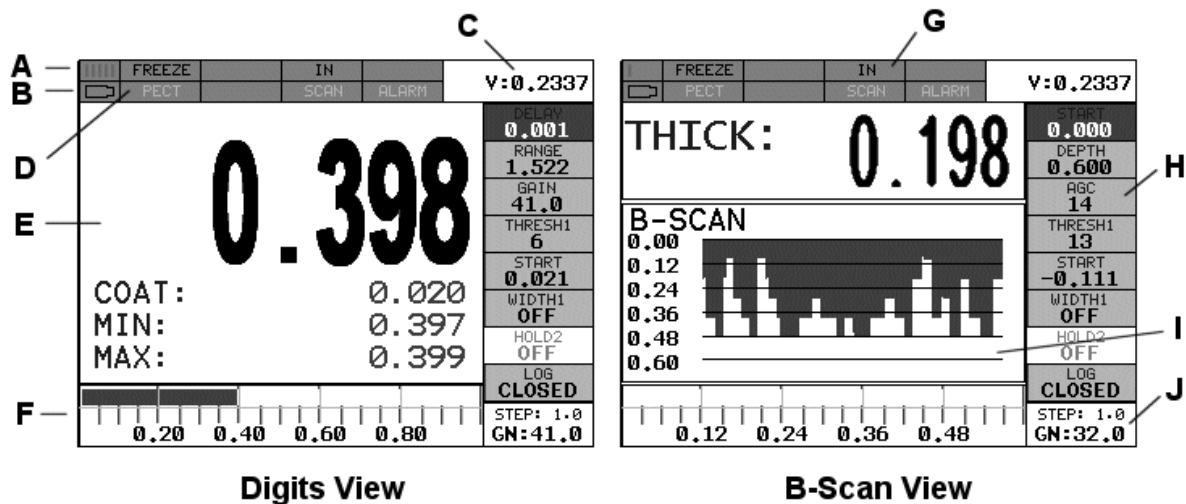 C
G
A
FREEZE
IN
V:0.2337
B
PECT
SCAN
ALARM
D
DELAY
0.001
RANGE
1.522
GAIN
41.0
THRESH1
6
START
0.021
WIDTH1
OFF
HOLD2
OFF
LOG
CLOSED
E
0.398
COAT: 0.020
MIN: 0.397
MAX: 0.399
F
0.20 0.40 0.60 0.80
STEP: 1.0
GN:41.0
Digits View
FREEZE
IN
V:0.2337
PECT
SCAN
ALARM
THICK: 0.198
START
0.000
DEPTH
0.600
AGC
14
THRESH1
13
START
-0.111
WIDTH1
OFF
HOLD2
OFF
LOG
CLOSED
H
B-SCAN
0.00
0.12
0.24
0.36
0.48
0.60
I
J
0.12 0.24 0.36 0.48
STEP: 1.0
GN:32.0
B-Scan View